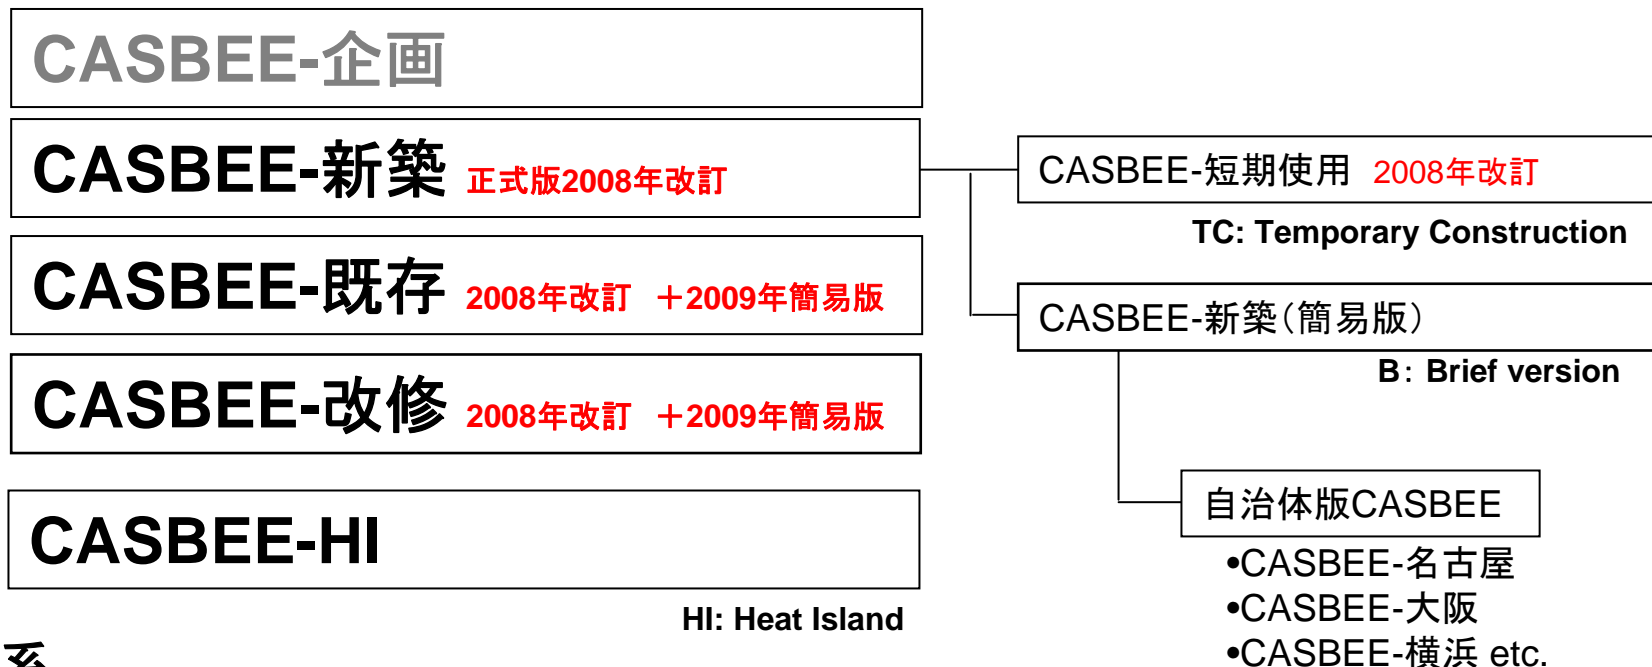 CASBEE-企画
CASBEE-新築 正式版2008年改訂
CASBEE-既存 2008年改訂 ＋2009年簡易版
CASBEE-改修 2008年改訂 ＋2009年簡易版
CASBEE-HI
HI: Heat Island
系
CASBEE-短期使用 2008年改訂
TC: Temporary Construction
CASBEE-新築（簡易版）
B： Brief version
自治体版CASBEE
•CASBEE-名古屋
•CASBEE-大阪
•CASBEE-横浜 etc.